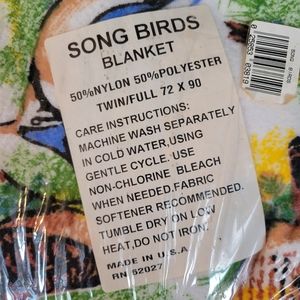 SONG BIRDS
BLANKET
50%NYLON 50%POLYESTER
TWIN/FULL 72 X 90
CARE INSTRUCTIONS:
MACHINE WASH SEPARATELY
IN COLD WATER,USING
GENTLE CYCLE. USE
NON-CHLORINE BLEACH
WHEN NEEDED.FABRIC
SOFTENER RECOMMENDED.
TUMBLE DRY ON LOW
HEAT,DO NOT IRON.
MADE IN U.S.A
RN 62027